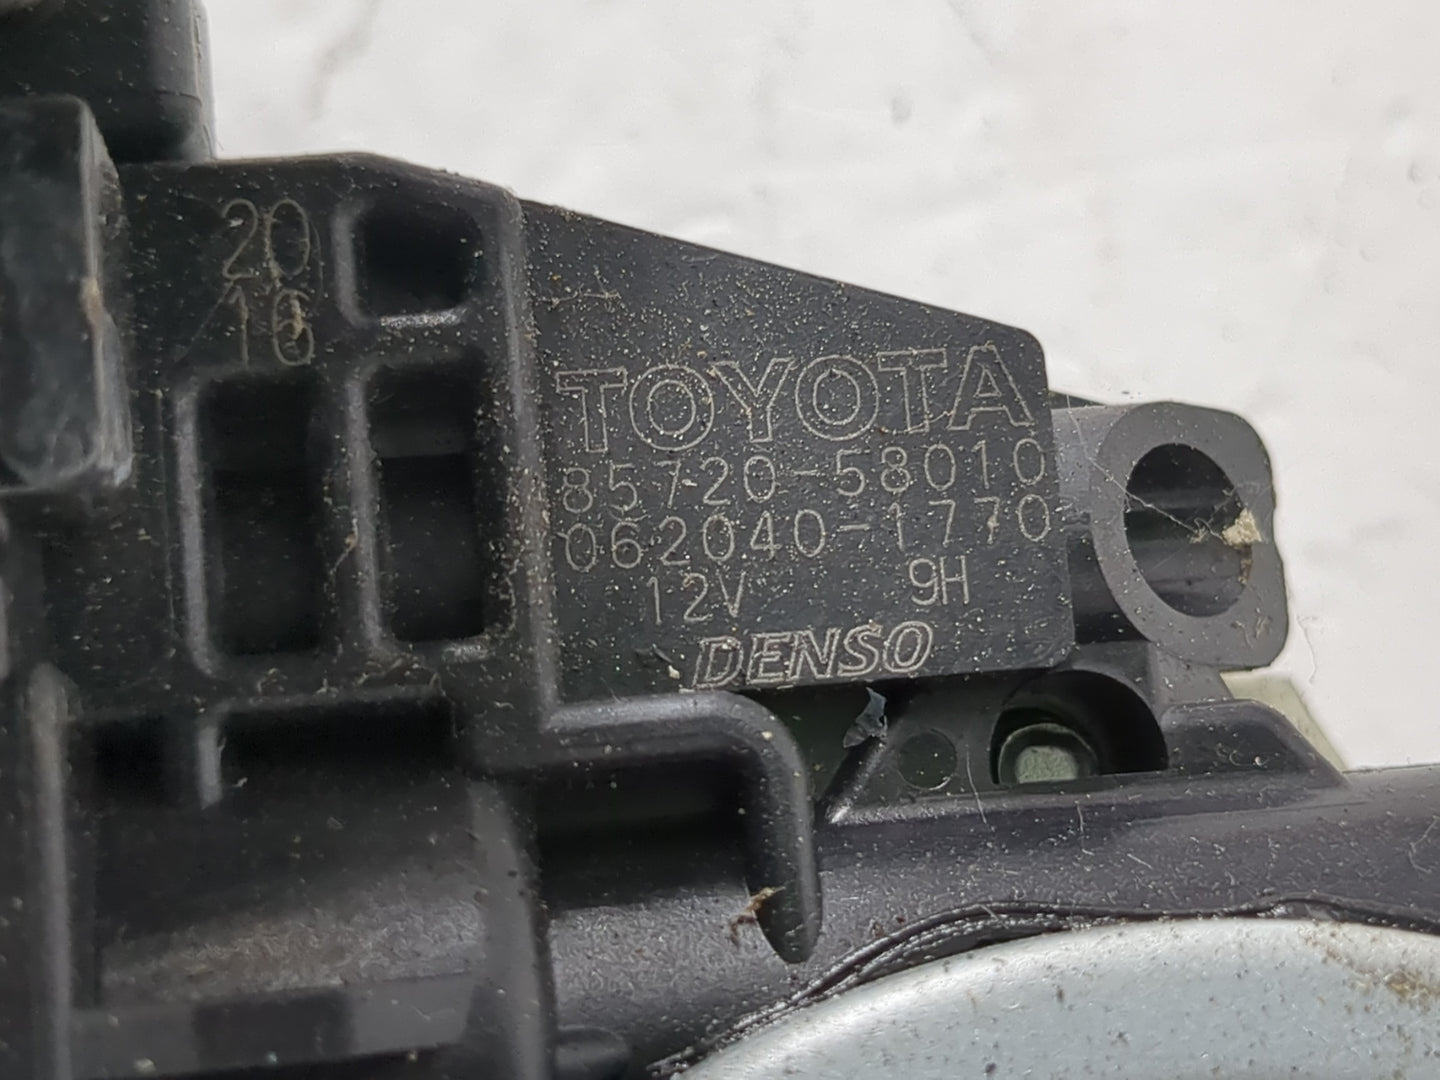 20
16
TOYOTA
85720-58010
062040-1770
12V 9H
DENSO